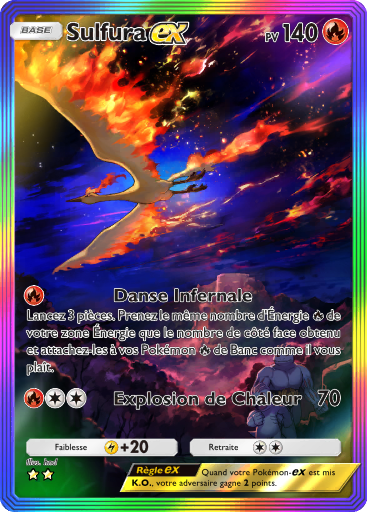 BASE Sulfura ex PV 140
Danse Infernale
Lancez 3 pièces. Prenez le même nombre d'Énergie de
votre zone Énergie que le nombre de côté face obtenu
et attachez-les à vos Pokémon de Banc comme il vous
plaît.
Explosion de Chaleur 70
Faiblesse +20 Retraite
Règle ex Quand votre Pokémon-ex est mis
K.O., votre adversaire gagne 2 points.